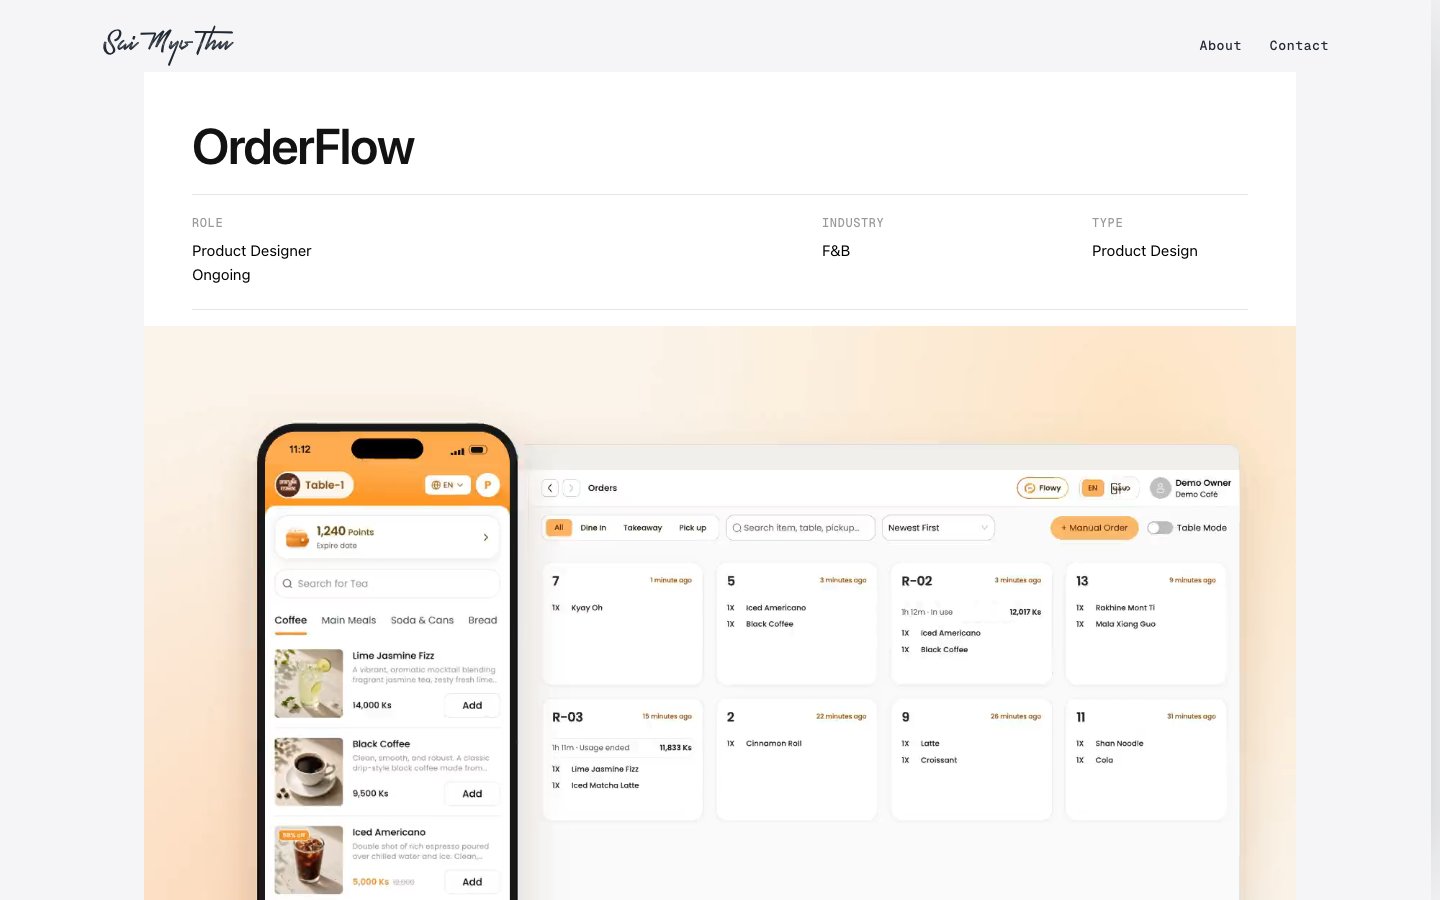 Sai Myo Thu
About
Contact
OrderFlow
ROLE
INDUSTRY
TYPE
Product Designer
F&B
Product Design
Ongoing
11:12
Table-1
EN
P
1,240 Points
Expire date
Search for Tea
Coffee
Main Meals
Soda & Cans
Bread
Lime Jasmine Fizz
A vibrant, aromatic mocktail blending
fragrant jasmine tea, zesty fresh lime...
14,000 Ks
Add
Black Coffee
Clean, smooth, and robust. A classic
drip-style black coffee made from...
9,500 Ks
Add
Iced Americano
Double shot of rich espresso poured
over chilled water and ice. Clean,...
5,000 Ks
Add
Orders
Flowy
EN
Demo Owner
Demo Café
All
Dine In
Takeaway
Pick up
Search item, table, pickup...
Newest First
+ Manual Order
Table Mode
7
1 minute ago
1X Kyay Oh
5
3 minutes ago
1X Iced Americano
1X Black Coffee
R-02
3 minutes ago
1h 12m · In use
12,017 Ks
1X Iced Americano
1X Black Coffee
13
9 minutes ago
1X Rakhine Mont Ti
1X Mala Xiang Guo
R-03
15 minutes ago
1h 11m · Usage ended
11,833 Ks
1X Lime Jasmine Fizz
1X Iced Matcha Latte
2
22 minutes ago
1X Cinnamon Roll
9
26 minutes ago
1X Latte
1X Croissant
11
31 minutes ago
1X Shan Noodle
1X Cola